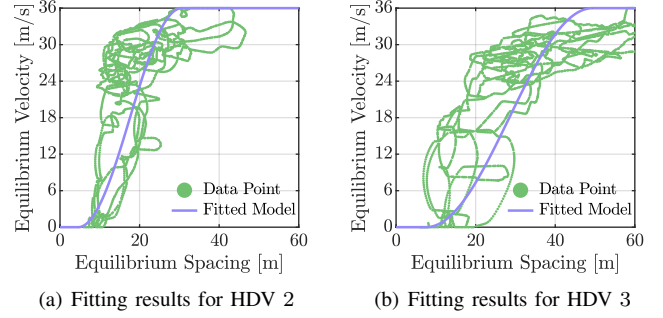 Equilibrium Velocity [m/s]
36
30
24
18
12
6
0
Data Point
Fitted Model
0 20 40 60
Equilibrium Spacing [m]
(a) Fitting results for HDV 2
Equilibrium Velocity [m/s]
36
30
24
18
12
6
0
Data Point
Fitted Model
0 20 40 60
Equilibrium Spacing [m]
(b) Fitting results for HDV 3